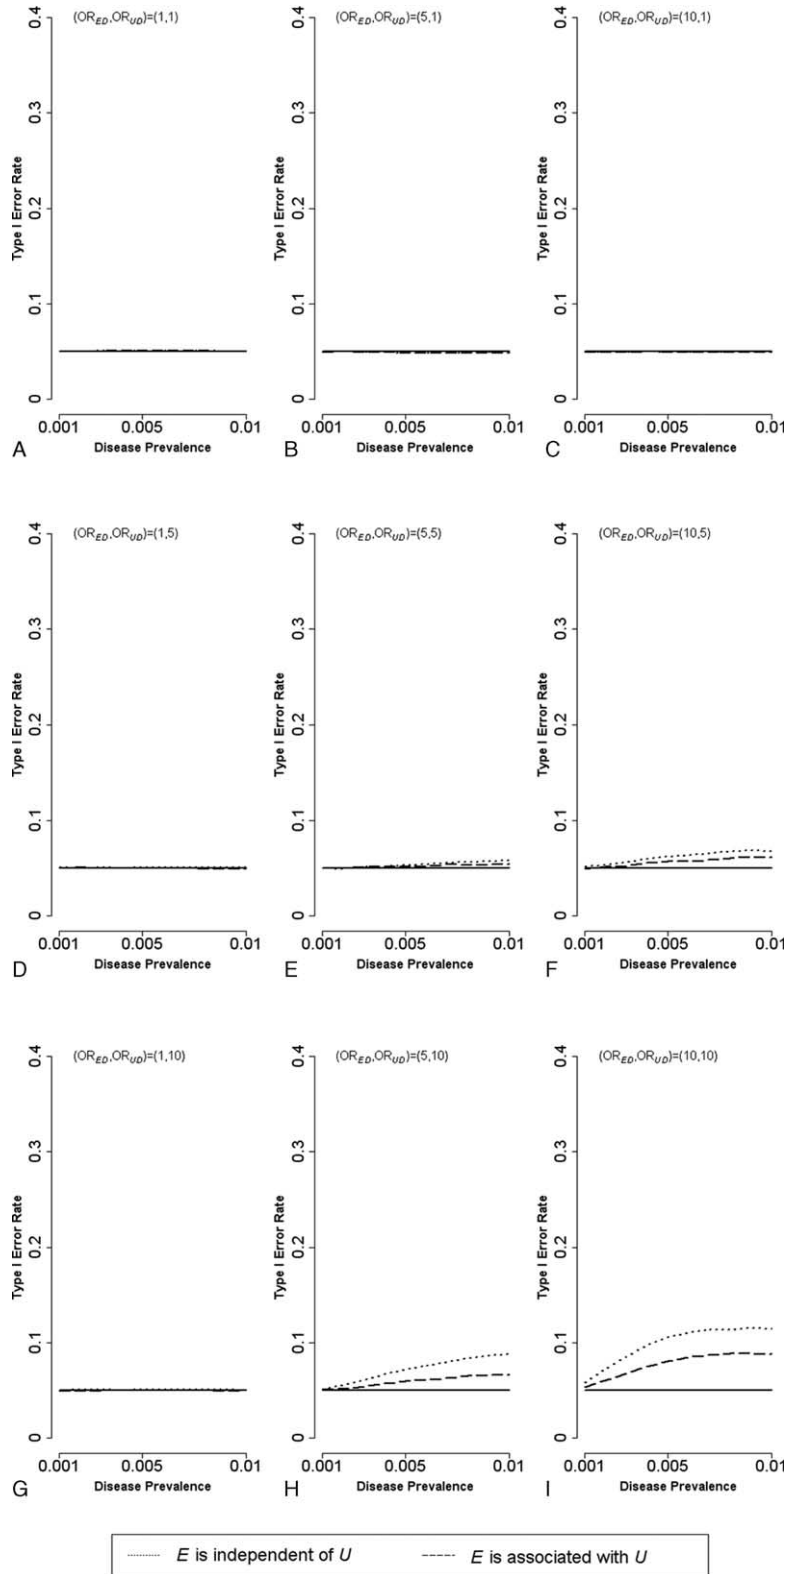 (OR_ED,OR_UD)=(1,1)
0.4
0.3
0.2
0.1
0
Type I Error Rate
0.001 0.005 0.01
Disease Prevalence
A
(OR_ED,OR_UD)=(5,1)
0.4
0.3
0.2
0.1
0
Type I Error Rate
0.001 0.005 0.01
Disease Prevalence
B
(OR_ED,OR_UD)=(10,1)
0.4
0.3
0.2
0.1
0
Type I Error Rate
0.001 0.005 0.01
Disease Prevalence
C
(OR_ED,OR_UD)=(1,5)
0.4
0.3
0.2
0.1
0
Type I Error Rate
0.001 0.005 0.01
Disease Prevalence
D
(OR_ED,OR_UD)=(5,5)
0.4
0.3
0.2
0.1
0
Type I Error Rate
0.001 0.005 0.01
Disease Prevalence
E
(OR_ED,OR_UD)=(10,5)
0.4
0.3
0.2
0.1
0
Type I Error Rate
0.001 0.005 0.01
Disease Prevalence
F
(OR_ED,OR_UD)=(1,10)
0.4
0.3
0.2
0.1
0
Type I Error Rate
0.001 0.005 0.01
Disease Prevalence
G
(OR_ED,OR_UD)=(5,10)
0.4
0.3
0.2
0.1
0
Type I Error Rate
0.001 0.005 0.01
Disease Prevalence
H
(OR_ED,OR_UD)=(10,10)
0.4
0.3
0.2
0.1
0
Type I Error Rate
0.001 0.005 0.01
Disease Prevalence
I
E is independent of U
E is associated with U